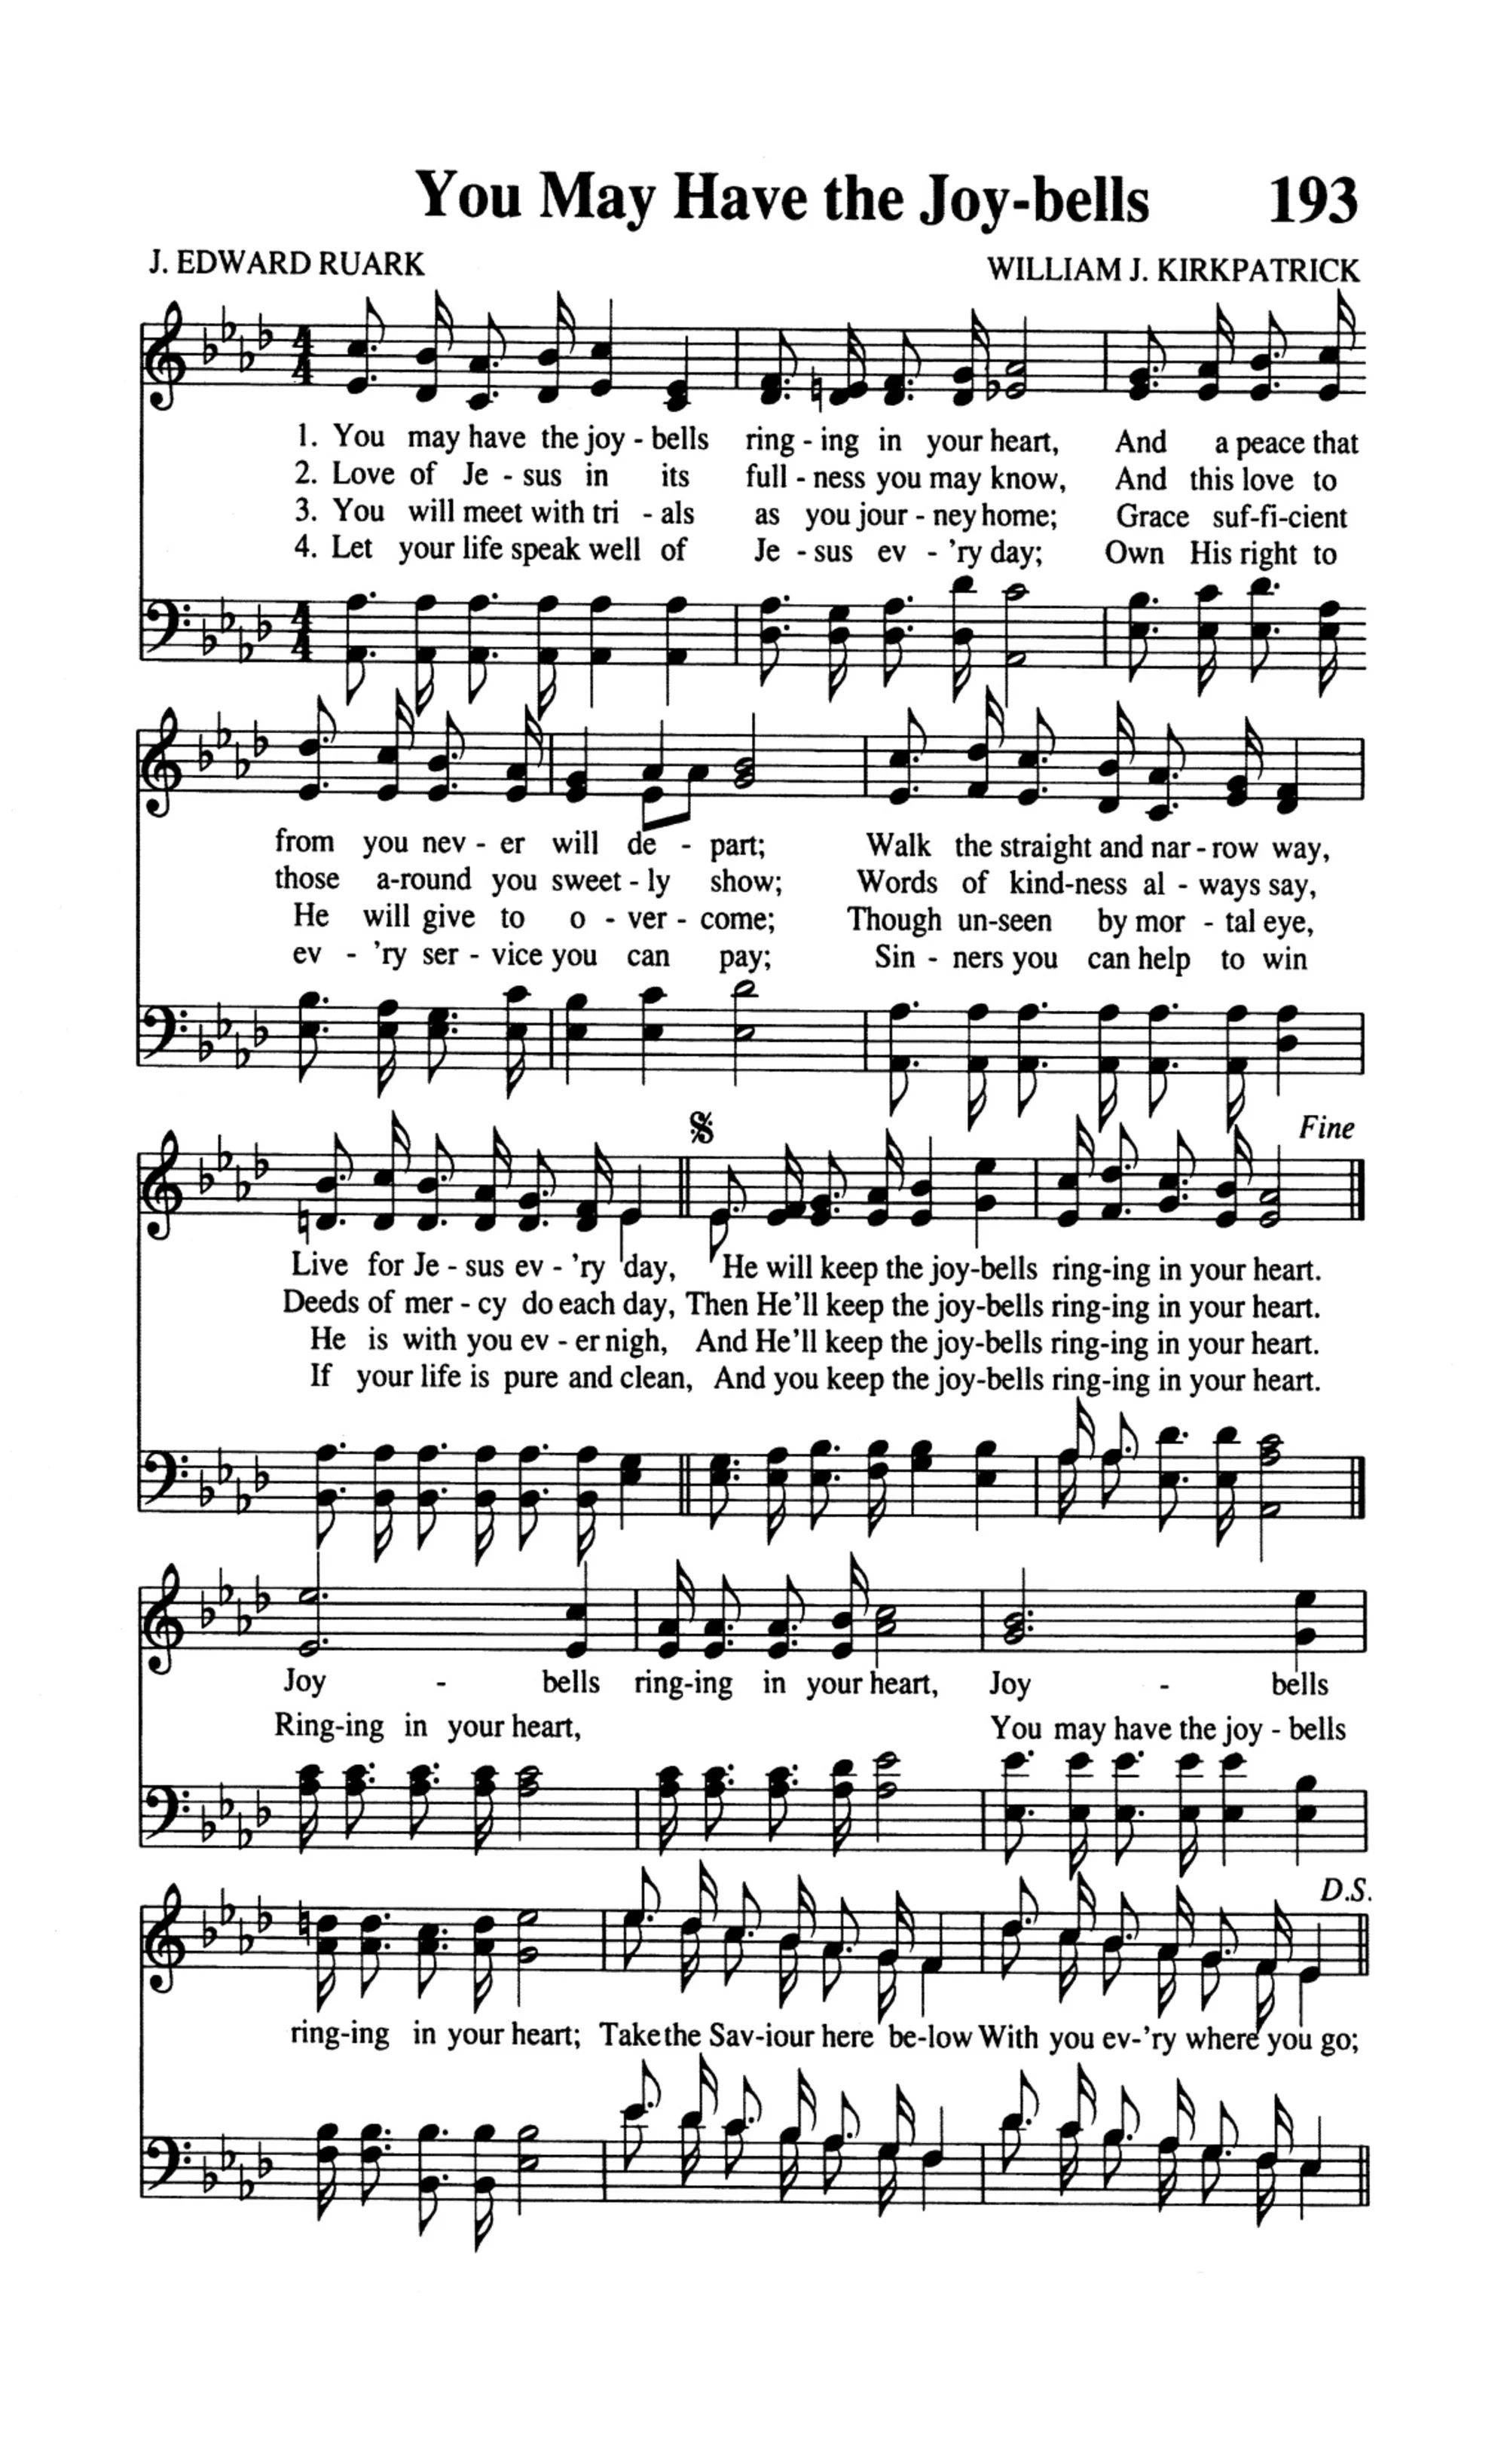 You May Have the Joy-bells 193
J. EDWARD RUARK WILLIAM J. KIRKPATRICK
1. You may have the joy - bells ring - ing in your heart, And a peace that
2. Love of Je - sus in its full - ness you may know, And this love to
3. You will meet with tri - als as you jour - ney home; Grace suf-fi-cient
4. Let your life speak well of Je - sus ev - 'ry day; Own His right to
from you nev - er will de - part; Walk the straight and nar - row way,
those a-round you sweet - ly show; Words of kind-ness al - ways say,
He will give to o - ver - come; Though un-seen by mor - tal eye,
ev - 'ry ser - vice you can pay; Sin - ners you can help to win
Fine
Live for Je - sus ev - 'ry day, He will keep the joy-bells ring-ing in your heart.
Deeds of mer - cy do each day, Then He'll keep the joy-bells ring-ing in your heart.
He is with you ev - er nigh, And He'll keep the joy-bells ring-ing in your heart.
If your life is pure and clean, And you keep the joy-bells ring-ing in your heart.
Joy - bells ring-ing in your heart, Joy - bells
Ring-ing in your heart, You may have the joy - bells
D.S.
ring-ing in your heart; Take the Sav-iour here be-low With you ev-'ry where you go;